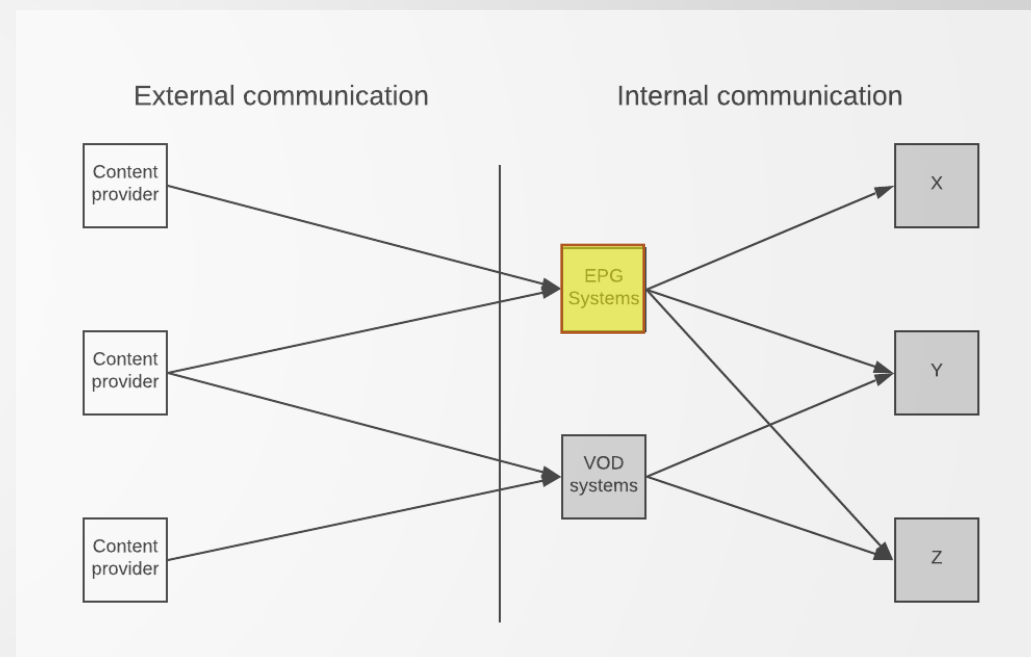 External communication
Internal communication
Content
provider
X
EPG
Systems
Content
provider
Y
VOD
systems
Content
provider
Z